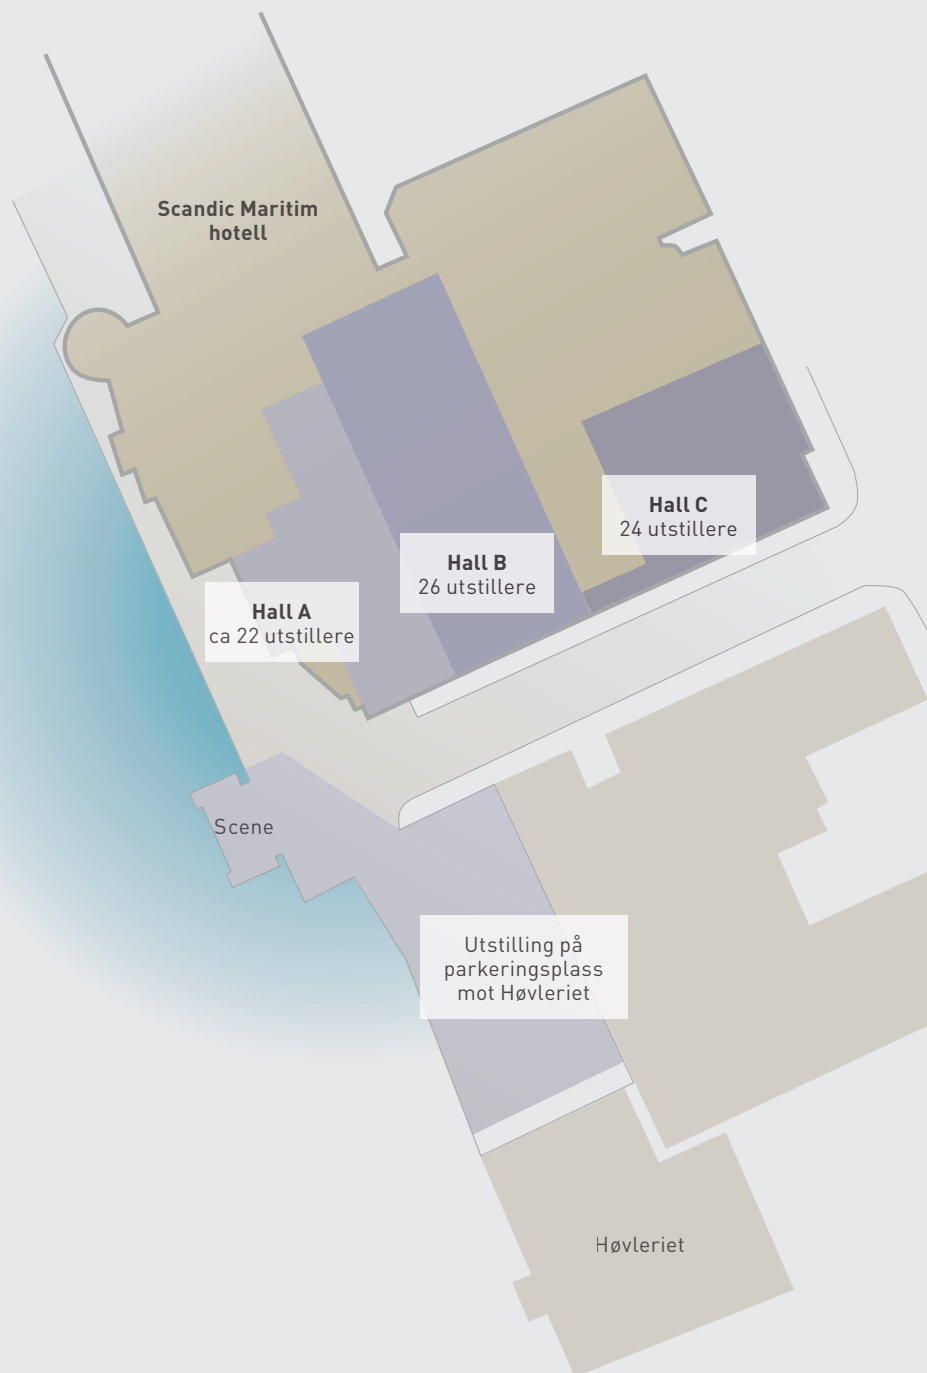 Scandic Maritim
hotell
Hall C
24 utstillere
Hall B
26 utstillere
Hall A
ca 22 utstillere
Scene
Utstilling på
parkeringsplass
mot Høvleriet
Høvleriet